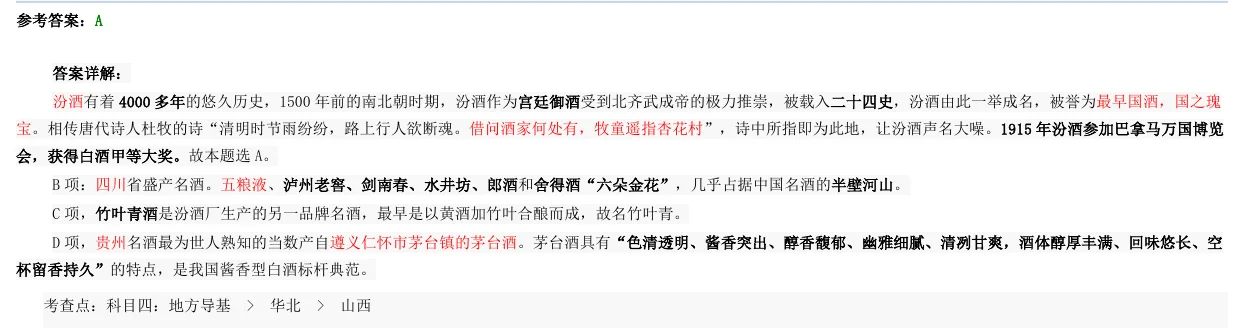 参考答案：A
答案详解：
汾酒有着 4000 多年的悠久历史，1500 年前的南北朝时期，汾酒作为宫廷御酒受到北齐武成帝的极力推崇，被载入二十四史，汾酒由此一举成名，被誉为最早国酒，国之瑰
宝。相传唐代诗人杜牧的诗“清明时节雨纷纷，路上行人欲断魂。借问酒家何处有，牧童遥指杏花村”，诗中所指即为此地，让汾酒声名大噪。1915 年汾酒参加巴拿马万国博览
会，获得白酒甲等大奖。故本题选 A。
B 项：四川省盛产名酒。五粮液、泸州老窖、剑南春、水井坊、郎酒和舍得酒“六朵金花”，几乎占据中国名酒的半壁河山。
C 项，竹叶青酒是汾酒厂生产的另一品牌名酒，最早是以黄酒加竹叶合酿而成，故名竹叶青。
D 项，贵州名酒最为世人熟知的当数产自遵义仁怀市茅台镇的茅台酒。茅台酒具有“色清透明、酱香突出、醇香馥郁、幽雅细腻、清冽甘爽，酒体醇厚丰满、回味悠长、空
杯留香持久”的特点，是我国酱香型白酒标杆典范。
考查点：科目四：地方导基 > 华北 > 山西